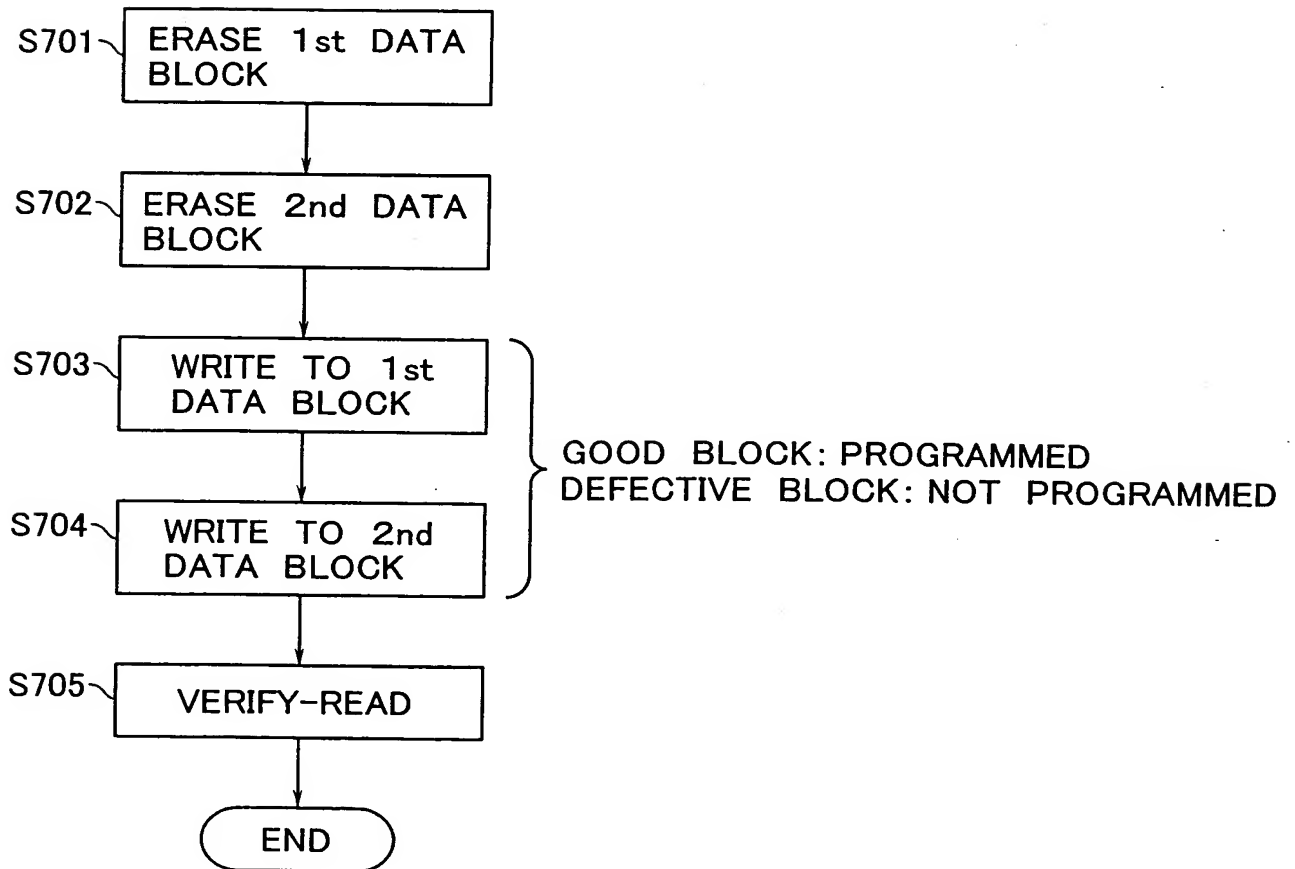 S701
ERASE 1st DATA
BLOCK
S702
ERASE 2nd DATA
BLOCK
S703
WRITE TO 1st
DATA BLOCK
GOOD BLOCK: PROGRAMMED
DEFECTIVE BLOCK: NOT PROGRAMMED
S704
WRITE TO 2nd
DATA BLOCK
S705
VERIFY-READ
END